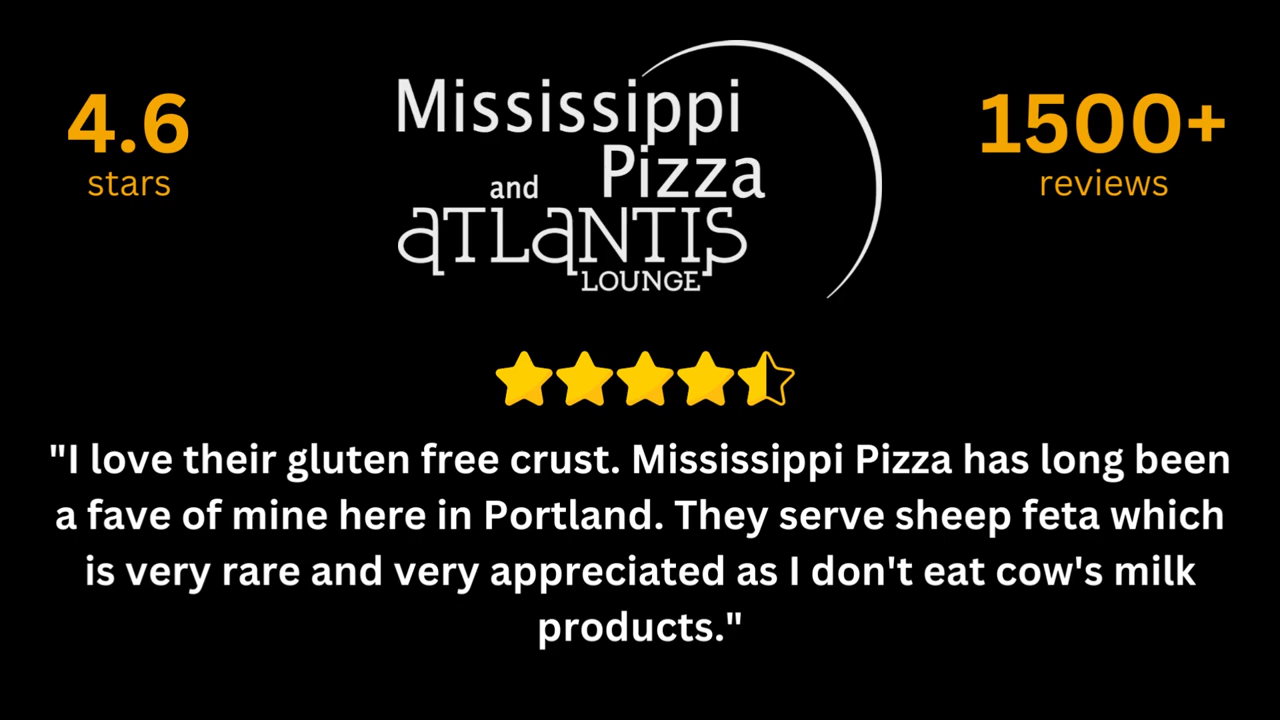 4.6
stars
Mississippi
Pizza
and
ATLANTIS
LOUNGE
1500+
reviews
"I love their gluten free crust. Mississippi Pizza has long been
a fave of mine here in Portland. They serve sheep feta which
is very rare and very appreciated as I don't eat cow's milk
products."